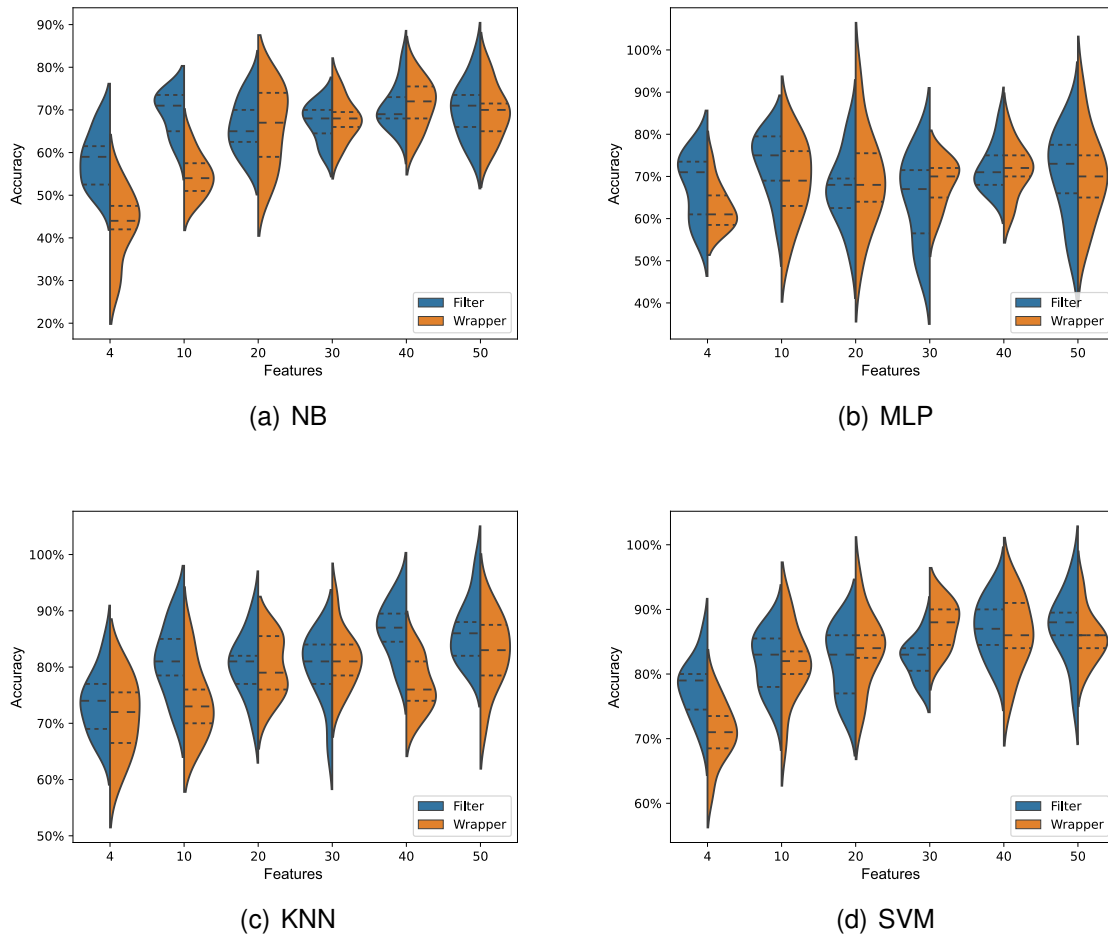 90%
80%
70%
60%
50%
40%
30%
20%
Accuracy
4 10 20 30 40 50
Features
Filter
Wrapper
(a) NB
100%
90%
80%
70%
60%
50%
40%
Accuracy
4 10 20 30 40 50
Features
Filter
Wrapper
(b) MLP
100%
90%
80%
70%
60%
50%
Accuracy
4 10 20 30 40 50
Features
Filter
Wrapper
(c) KNN
100%
90%
80%
70%
60%
Accuracy
4 10 20 30 40 50
Features
Filter
Wrapper
(d) SVM